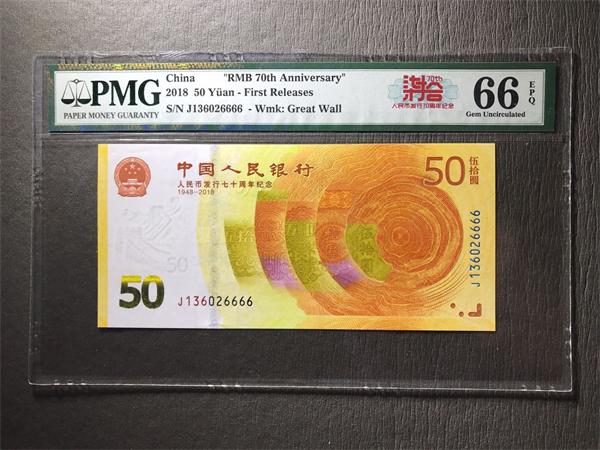 PMG
PAPER MONEY GUARANTY
China "RMB 70th Anniversary"
2018 50 Yüan - First Releases
S/N J136026666 - Wmk: Great Wall
70th
人民币发行70周年纪念
66 EPQ
Gem Uncirculated
中国人民银行
人民币发行七十周年纪念
1948-2018
50 伍拾圆
50
50
J136026666
J136026666